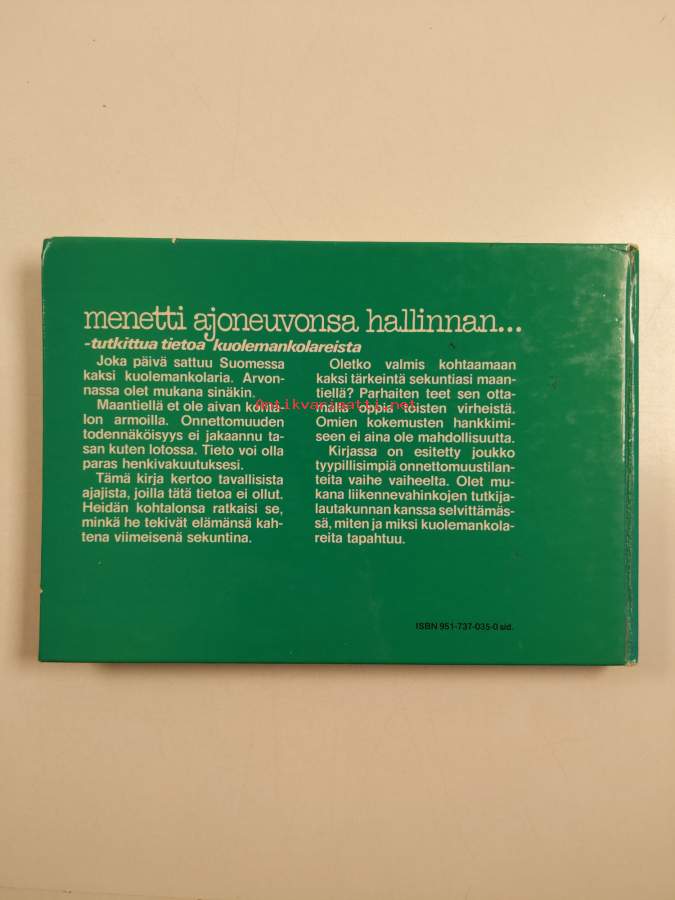 menetti ajoneuvonsa hallinnan...
-tutkittua tietoa kuolemankolareista
Joka päivä sattuu Suomessa
kaksi kuolemankolaria. Arvon-
nassa olet mukana sinäkin.
Maantiellä et ole aivan kohta-
lon armoilla. Onnettomuuden
todennäköisyys ei jakaannu ta-
san kuten lotossa. Tieto voi olla
paras henkivakuutuksesi.
Tämä kirja kertoo tavallisista
ajajista, joilla tätä tietoa ei ollut.
Heidän kohtalonsa ratkaisi se,
minkä he tekivät elämänsä kah-
tena viimeisenä sekuntina.
Oletko valmis kohtaamaan
kaksi tärkeintä sekuntiasi maan-
tiellä? Parhaiten teet sen otta-
malla oppia toisten virheistä.
Omien kokemusten hankkimi-
seen ei aina ole mahdollisuutta.
Kirjassa on esitetty joukko
tyypillisimpiä onnettomuustilan-
teita vaihe vaiheelta. Olet mu-
kana liikennevahinkojen tutkija-
lautakunnan kanssa selvittämäs-
sä, miten ja miksi kuolemankola-
reita tapahtuu.
ISBN 951-737-035-0 sid.
Antikvariaatti.net